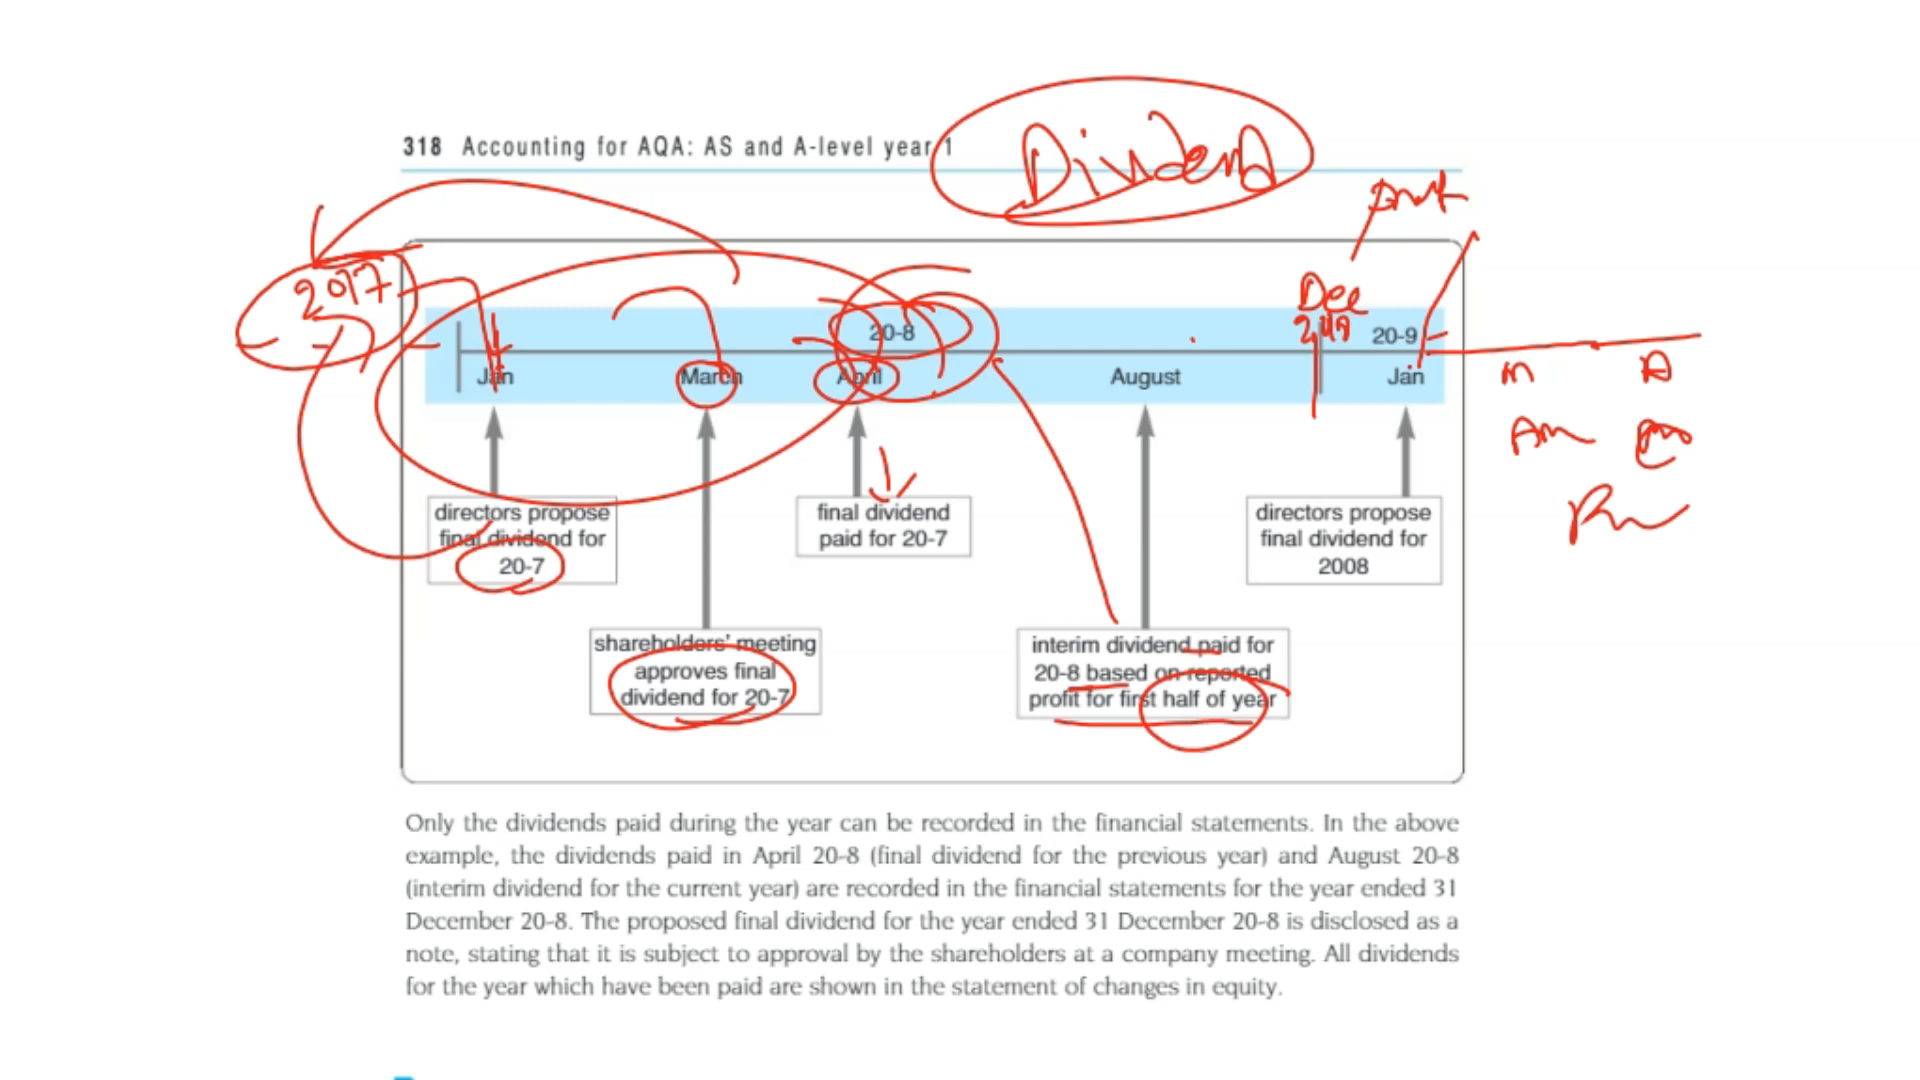 318 Accounting for AQA: AS and A-level year 1
Dividend
2017
Dec
20-8
20-9
Jan
March
April
August
Jan
M
A
directors propose
final dividend for
20-7
final dividend
paid for 20-7
directors propose
final dividend for
2008
shareholders' meeting
approves final
dividend for 20-7
interim dividend paid for
20-8 based on reported
profit for first half of year
Only the dividends paid during the year can be recorded in the financial statements. In the above
example, the dividends paid in April 20-8 (final dividend for the previous year) and August 20-8
(interim dividend for the current year) are recorded in the financial statements for the year ended 31
December 20-8. The proposed final dividend for the year ended 31 December 20-8 is disclosed as a
note, stating that it is subject to approval by the shareholders at a company meeting. All dividends
for the year which have been paid are shown in the statement of changes in equity.